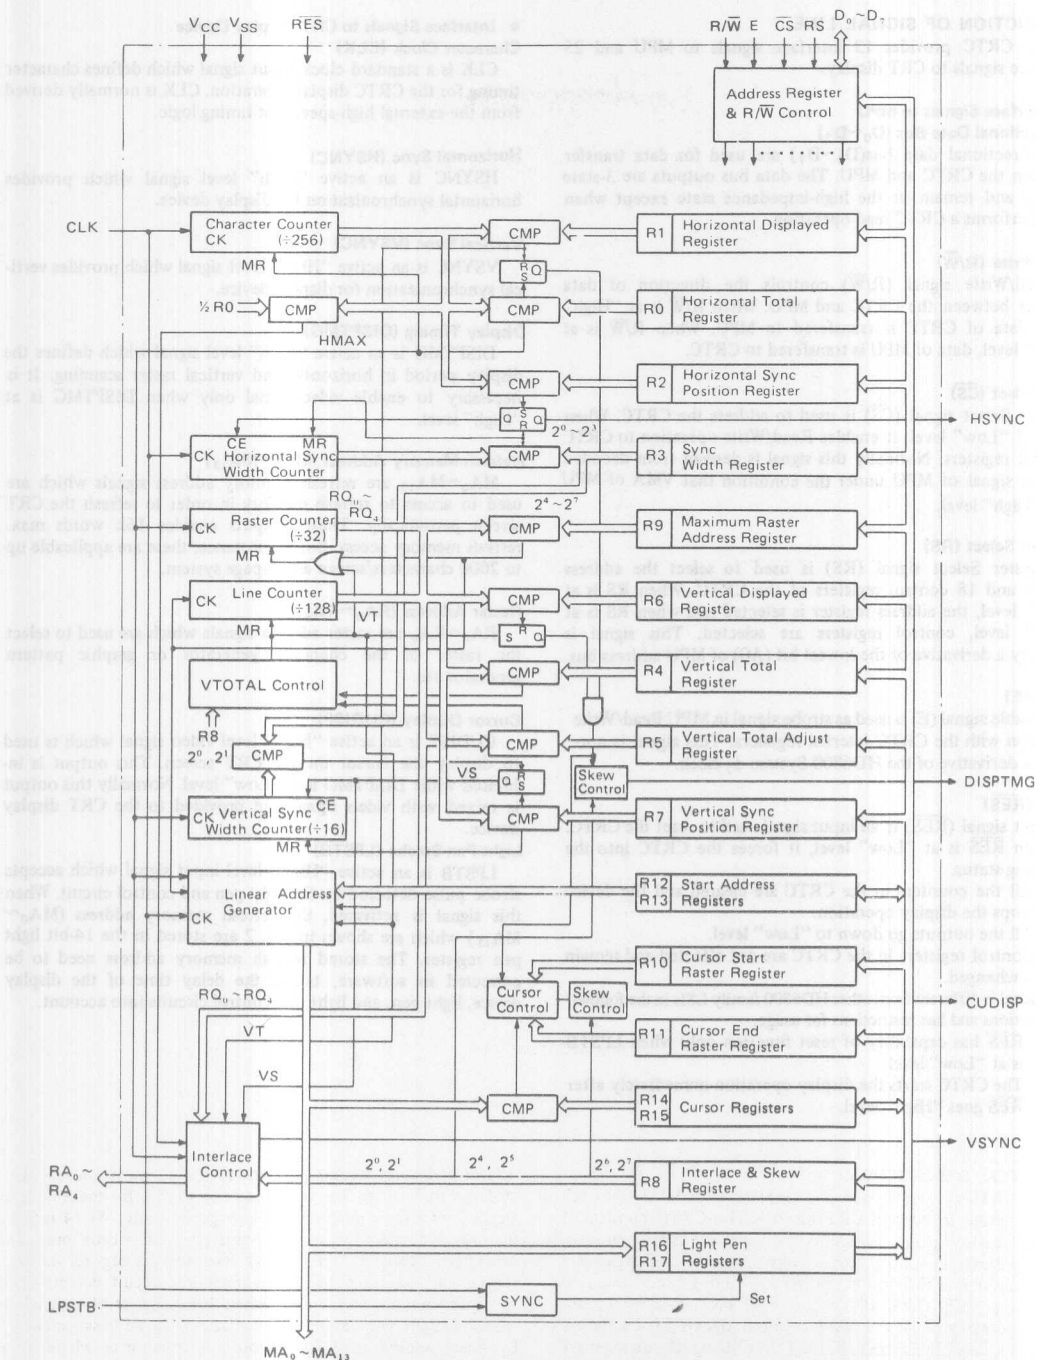 V_CC V_SS R̅E̅S̅
R/W̅ E C̅S̅ RS D₀~D₇
Address Register
& R/W̅ Control
CLK
Character Counter
CK (÷256)
CMP
R1 Horizontal Displayed
Register
MR
R
S Q
½ R0
CMP
CMP
R0 Horizontal Total
Register
HMAX
CMP
R2 Horizontal Sync
Position Register
HSYNC
Q S
R Q
2⁰ ~ 2³
CE MR
CK Horizontal Sync
Width Counter
CMP
R3 Sync
Width Register
RQ₀ ~
RQ₄
2⁴ ~ 2⁷
CK Raster Counter
(÷32)
CMP
R9 Maximum Raster
Address Register
MR
CK Line Counter
(÷128)
CMP
R6 Vertical Displayed
Register
MR VT
S R Q
VTOTAL Control
CMP
R4 Vertical Total
Register
R8
2⁰, 2¹
CMP
CMP
R5 Vertical Total Adjust
Register
VS
Q S
R
Skew
Control
DISPTMG
CE
CK Vertical Sync
Width Counter(÷16)
CMP
R7 Vertical Sync
Position Register
MR
Linear Address
Generator
CK
R12
R13
Start Address
Registers
R10 Cursor Start
Raster Register
RQ₀ ~ RQ₄
Cursor
Control
Skew
Control
CUDISP
VT
R11 Cursor End
Raster Register
VS
CMP
R14
R15
Cursor Registers
VSYNC
Interlace
Control
RA₀ ~
RA₄
2⁰, 2¹ 2⁴, 2⁵ 2⁶, 2⁷
R8 Interlace & Skew
Register
R16
R17
Light Pen
Registers
LPSTB
SYNC
Set
MA₀ ~ MA₁₃